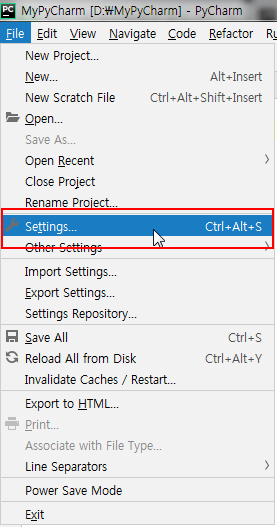 PC MyPyCharm [D:₩MyPyCharm] - PyCharm
File Edit View Navigate Code Refactor Ru
New Project...
New... Alt+Insert
New Scratch File Ctrl+Alt+Shift+Insert
Open...
Save As...
Open Recent
Close Project
Rename Project...
Settings... Ctrl+Alt+S
Other Settings
Import Settings...
Export Settings...
Settings Repository...
Save All Ctrl+S
Reload All from Disk Ctrl+Alt+Y
Invalidate Caches / Restart...
Export to HTML...
Print...
Associate with File Type...
Line Separators
Power Save Mode
Exit